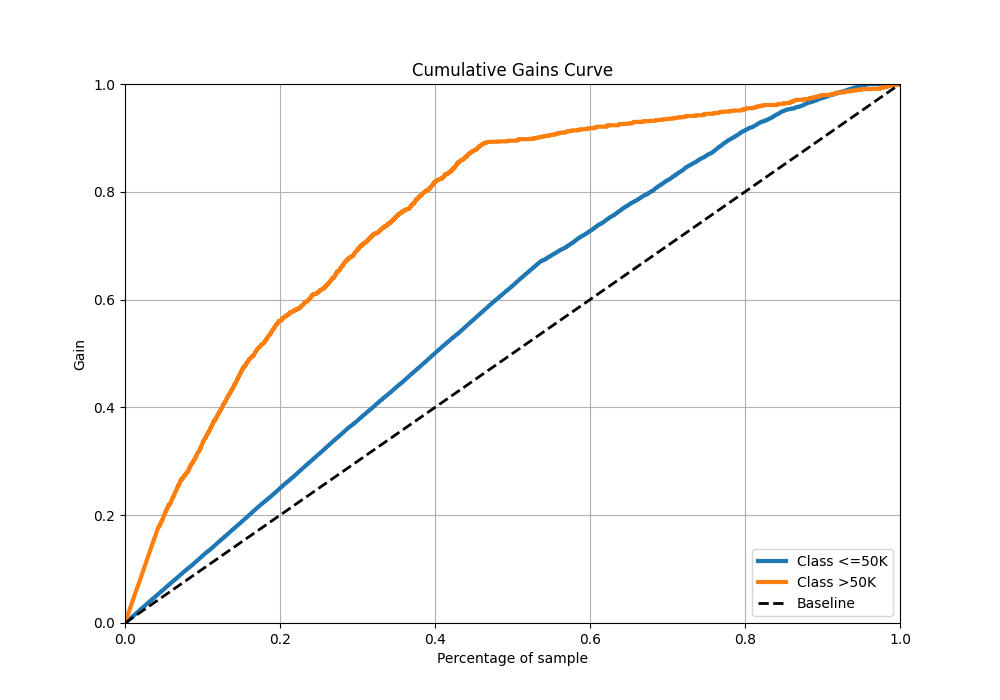 Cumulative Gains Curve
1.0
0.8
0.6
0.4
0.2
0.0
Gain
0.0 0.2 0.4 0.6 0.8 1.0
Percentage of sample
Class <=50K
Class >50K
Baseline